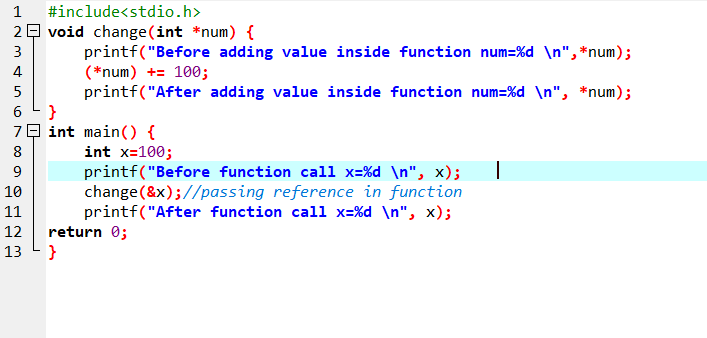 1 #include<stdio.h>
2 void change(int *num) {
3     printf("Before adding value inside function num=%d \n",*num);
4     (*num) += 100;
5     printf("After adding value inside function num=%d \n", *num);
6 }
7 int main() {
8     int x=100;
9     printf("Before function call x=%d \n", x);
10     change(&x);//passing reference in function
11     printf("After function call x=%d \n", x);
12 return 0;
13 }